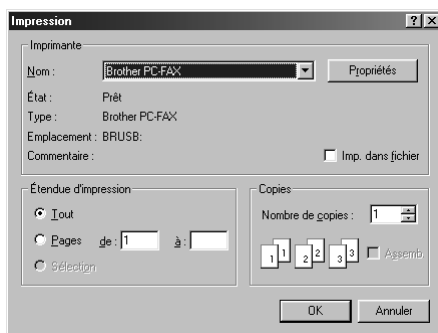 Impression
Imprimante
Nom : Brother PC-FAX Propriétés
État : Prêt
Type : Brother PC-FAX
Emplacement : BRUSB:
Commentaire : Imp. dans fichier
Étendue d'impression
Tout
Pages de : 1 à :
Sélection
Copies
Nombre de copies : 1
1 1 2 2 3 3 Assemb.
OK Annuler